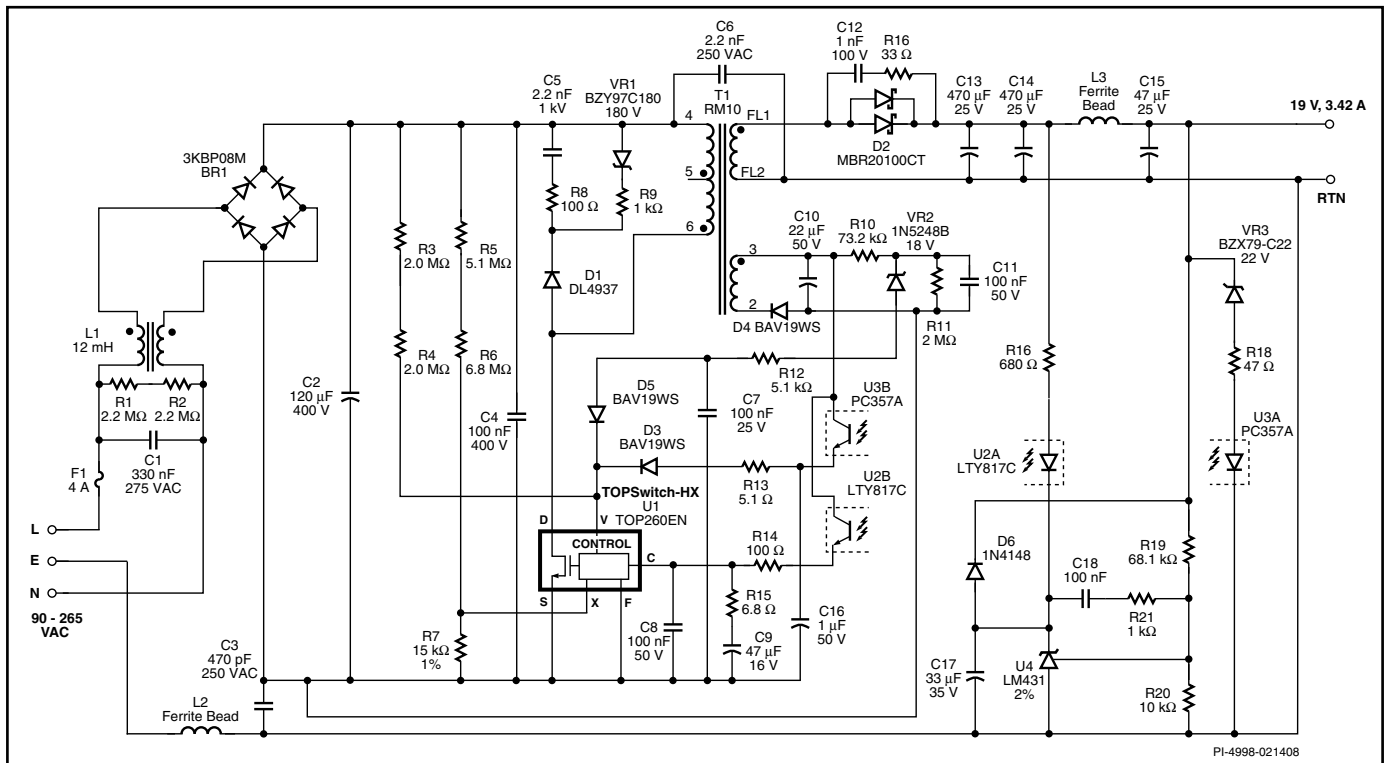 C6
2.2 nF
250 VAC
C12
1 nF
100 V
R16
33 Ω
C5
2.2 nF
1 kV
VR1
BZY97C180
180 V
T1
RM10
C13
470 µF
25 V
C14
470 µF
25 V
L3
Ferrite
Bead
C15
47 µF
25 V
4
FL1
19 V, 3.42 A
D2
MBR20100CT
3KBP08M
BR1
5
FL2
RTN
R8
100 Ω
R9
1 kΩ
6
C10
22 µF
50 V
R10
73.2 kΩ
VR2
1N5248B
18 V
VR3
BZX79-C22
22 V
R3
2.0 MΩ
R5
5.1 MΩ
3
C11
100 nF
50 V
D1
DL4937
2
D4 BAV19WS
R11
2 MΩ
L1
12 mH
R4
2.0 MΩ
R6
6.8 MΩ
R16
680 Ω
R18
47 Ω
R12
5.1 kΩ
R1
2.2 MΩ
R2
2.2 MΩ
C2
120 µF
400 V
D5
BAV19WS
C7
100 nF
25 V
U3B
PC357A
U3A
PC357A
C4
100 nF
400 V
D3
BAV19WS
C1
330 nF
275 VAC
U2A
LTY817C
F1
4 A
R13
5.1 Ω
U2B
LTY817C
TOPSwitch-HX
U1
TOP260EN
D
V
L
CONTROL
C
R14
100 Ω
D6
1N4148
R19
68.1 kΩ
E
C18
100 nF
N
S
X
F
R15
6.8 Ω
R21
1 kΩ
90 - 265
VAC
C16
1 µF
50 V
R7
15 kΩ
1%
C8
100 nF
50 V
C9
47 µF
16 V
C3
470 pF
250 VAC
C17
33 µF
35 V
U4
LM431
2%
R20
10 kΩ
L2
Ferrite Bead
PI-4998-021408